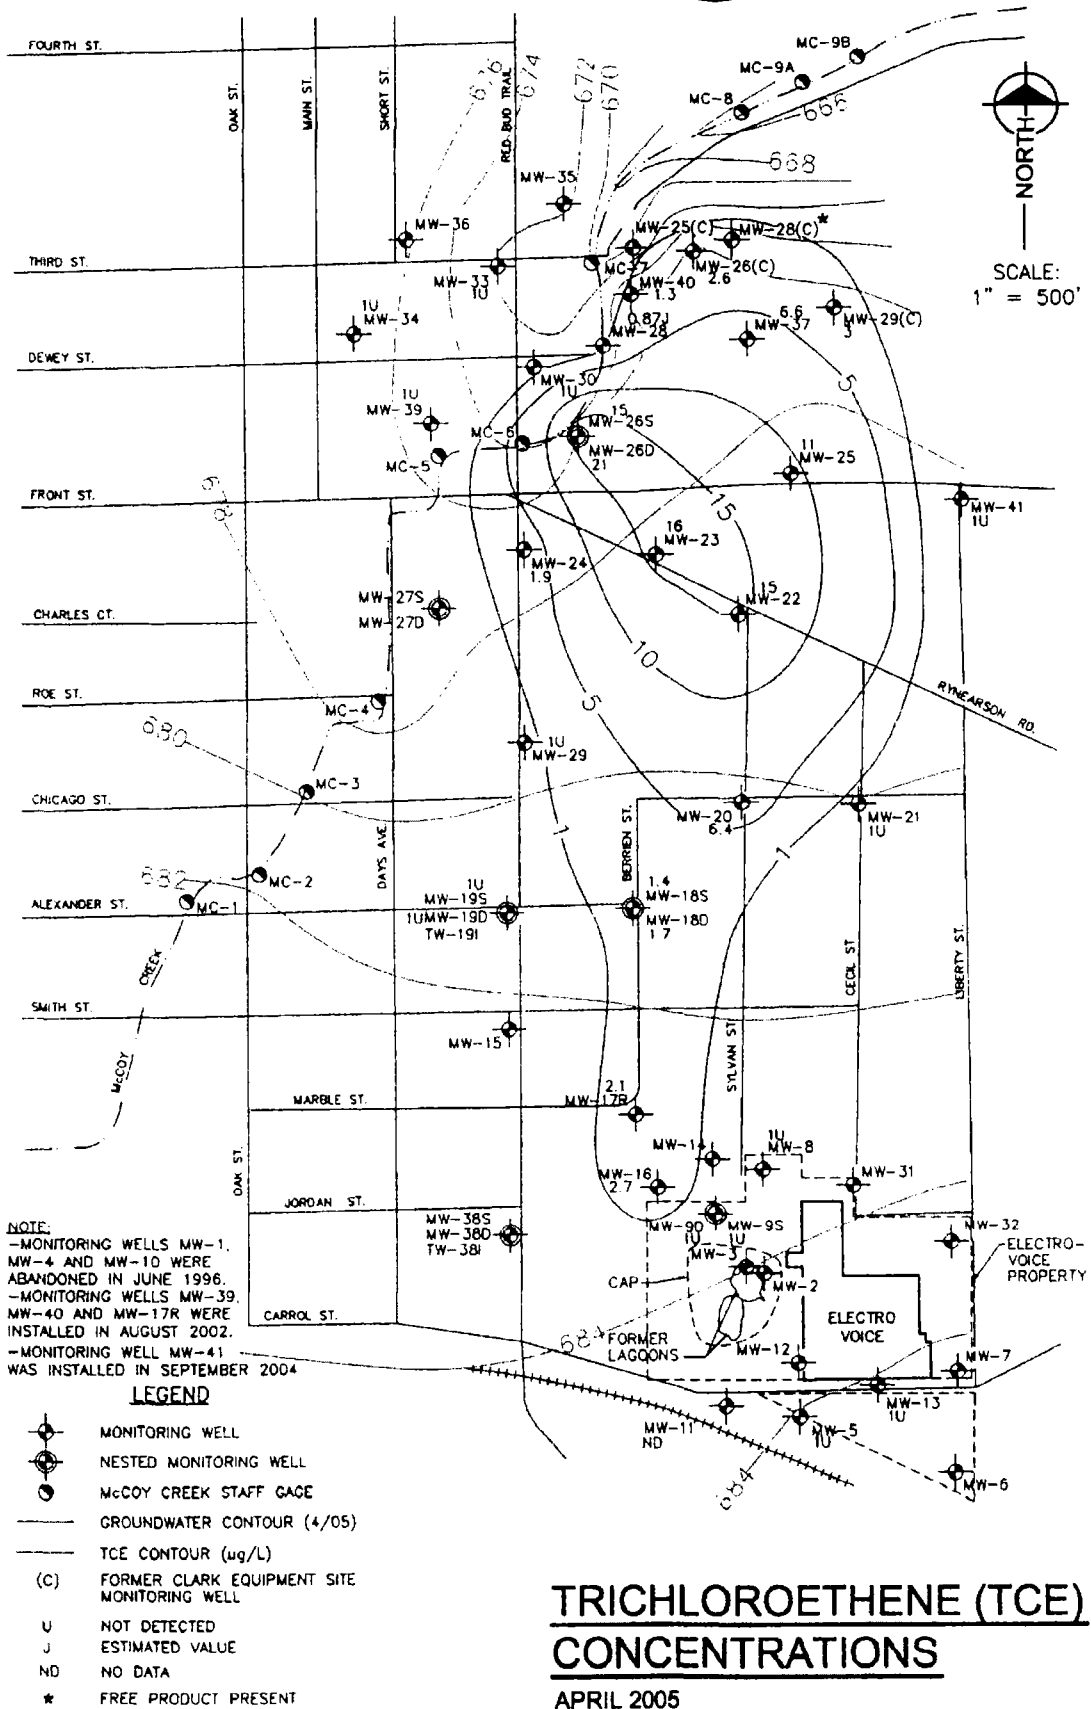 FOURTH ST.
OAK ST.
MAIN ST.
SHORT ST.
RED BUD TRAIL
676
674
672
670
MC-9B
MC-9A
MC-8
666
668
NORTH
SCALE:
1" = 500'
MW-35
MW-36
MW-25(C)
MW-28(C)*
THIRD ST.
MC-7
MW-26(C)
2.6
MW-33
1U
MW-40
1.3
1U
MW-34
0.87J
MW-28
6.6
MW-37
MW-29(C)
3
DEWEY ST.
MW-30
1U
5
1U
MW-39
15
MW-26S
MW-26D
21
MC-6
MC-5
11
MW-25
678
FRONT ST.
15
MW-41
1U
16
MW-23
MW-24
1.9
MW-27S
MW-27D
15
MW-22
CHARLES CT.
10
ROE ST.
MC-4
5
RYNEARSON RD.
680
1U
MW-29
MC-3
CHICAGO ST.
MW-20
6.4
MW-21
1U
1
1
DAYS AVE.
BERRIEN ST.
682
MC-2
MC-1
ALEXANDER ST.
1U
MW-19S
1UMW-19D
TW-19I
1.4
MW-18S
MW-18D
1.7
CREEK
McCOY
CECIL ST
LIBERTY ST.
SMITH ST.
MW-15
SYLVAN ST.
MARBLE ST.
2.1
MW-17R
MW-14
1U
MW-8
OAK ST.
MW-16
2.7
MW-31
JORDAN ST.
MW-38S
MW-38D
TW-38I
MW-9D
1U
MW-9S
1U
MW-32
ELECTRO-
VOICE
PROPERTY
MW-3
MW-2
CAP
NOTE:
-MONITORING WELLS MW-1,
MW-4 AND MW-10 WERE
ABANDONED IN JUNE 1996.
-MONITORING WELLS MW-39,
MW-40 AND MW-17R WERE
INSTALLED IN AUGUST 2002.
-MONITORING WELL MW-41
WAS INSTALLED IN SEPTEMBER 2004
CARROL ST.
684
FORMER
LAGOONS
ELECTRO
VOICE
MW-12
MW-7
MW-11
ND
MW-5
1U
MW-13
1U
684
MW-6
LEGEND
MONITORING WELL
NESTED MONITORING WELL
McCOY CREEK STAFF GAGE
GROUNDWATER CONTOUR (4/05)
TCE CONTOUR (ug/L)
(C) FORMER CLARK EQUIPMENT SITE
MONITORING WELL
U NOT DETECTED
J ESTIMATED VALUE
ND NO DATA
* FREE PRODUCT PRESENT
TRICHLOROETHENE (TCE)
CONCENTRATIONS
APRIL 2005